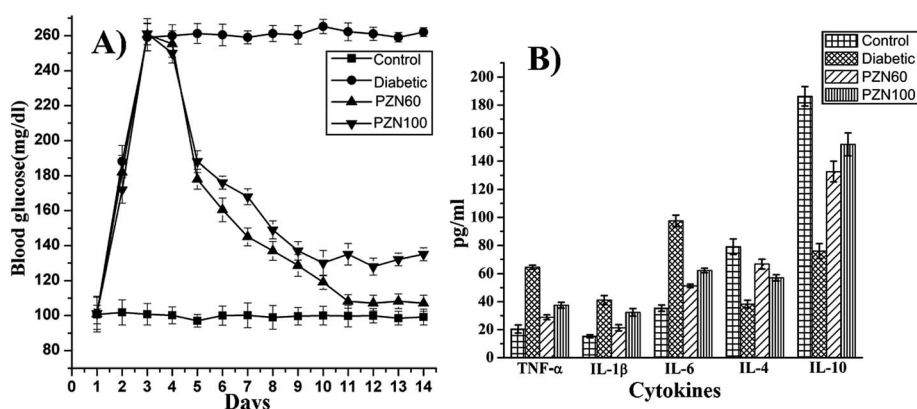 A)
Blood glucose(mg/dl)
260
240
220
200
180
160
140
120
100
80
0 1 2 3 4 5 6 7 8 9 10 11 12 13 14
Days
Control
Diabetic
PZN60
PZN100
B)
pg/ml
200
180
160
140
120
100
80
60
40
20
0
TNF-α IL-1β IL-6 IL-4 IL-10
Cytokines
Control
Diabetic
PZN60
PZN100